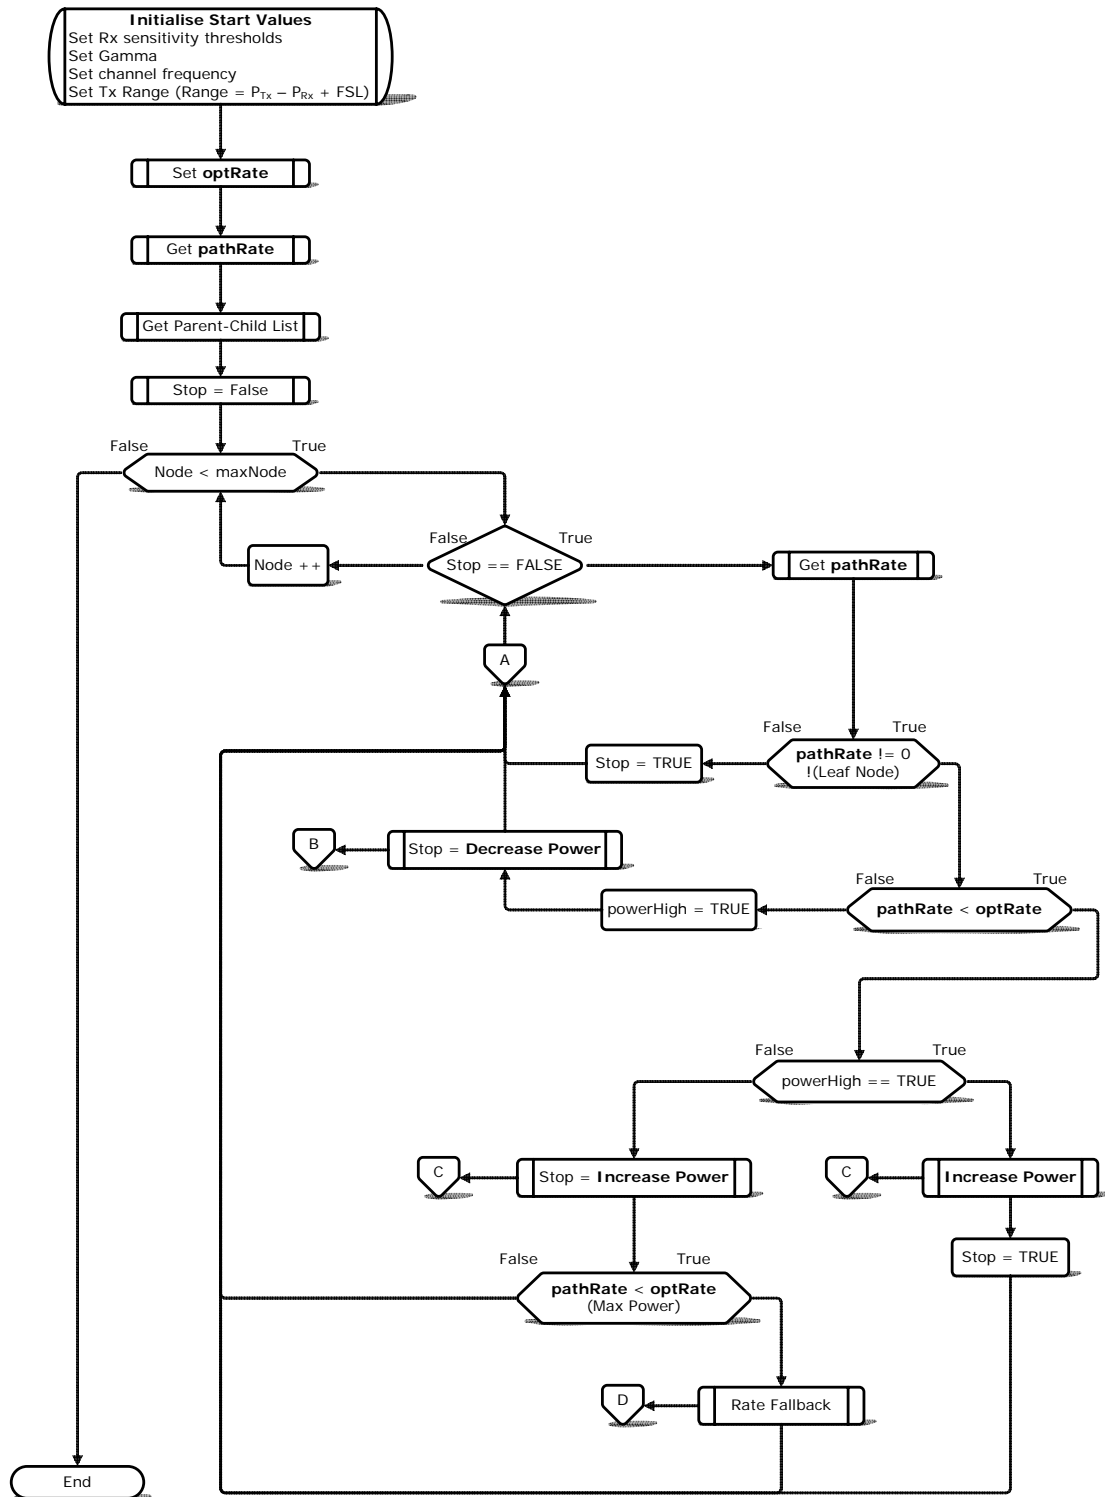 Initialise Start Values
Set Rx sensitivity thresholds
Set Gamma
Set channel frequency
Set Tx Range (Range = PTx – PRx + FSL)
Set optRate
Get pathRate
Get Parent-Child List
Stop = False
False
True
Node < maxNode
False
True
Node ++
Stop == FALSE
Get pathRate
A
False
True
Stop = TRUE
pathRate != 0
!(Leaf Node)
B
Stop = Decrease Power
False
True
powerHigh = TRUE
pathRate < optRate
False
True
powerHigh == TRUE
C
Stop = Increase Power
C
Increase Power
False
True
Stop = TRUE
pathRate < optRate
(Max Power)
D
Rate Fallback
End